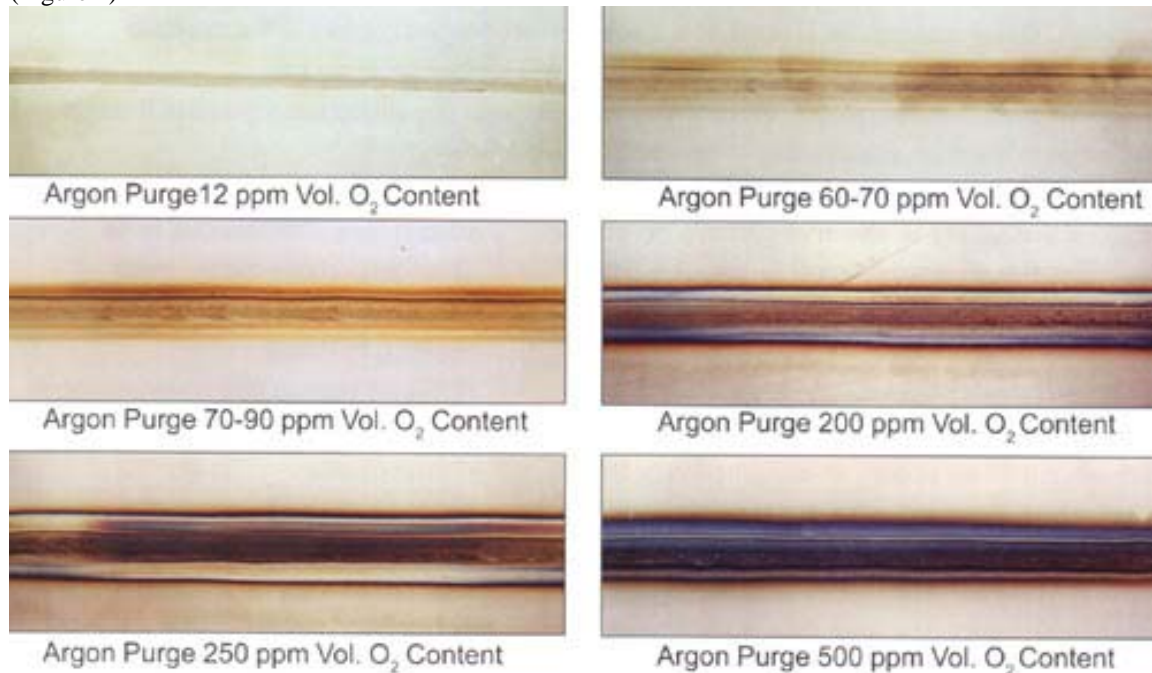 (Figure
Argon Purge12 ppm Vol. O₂ Content
Argon Purge 60-70 ppm Vol. O₂ Content
Argon Purge 70-90 ppm Vol. O₂ Content
Argon Purge 200 ppm Vol. O₂ Content
Argon Purge 250 ppm Vol. O₂ Content
Argon Purge 500 ppm Vol. O₂ Content